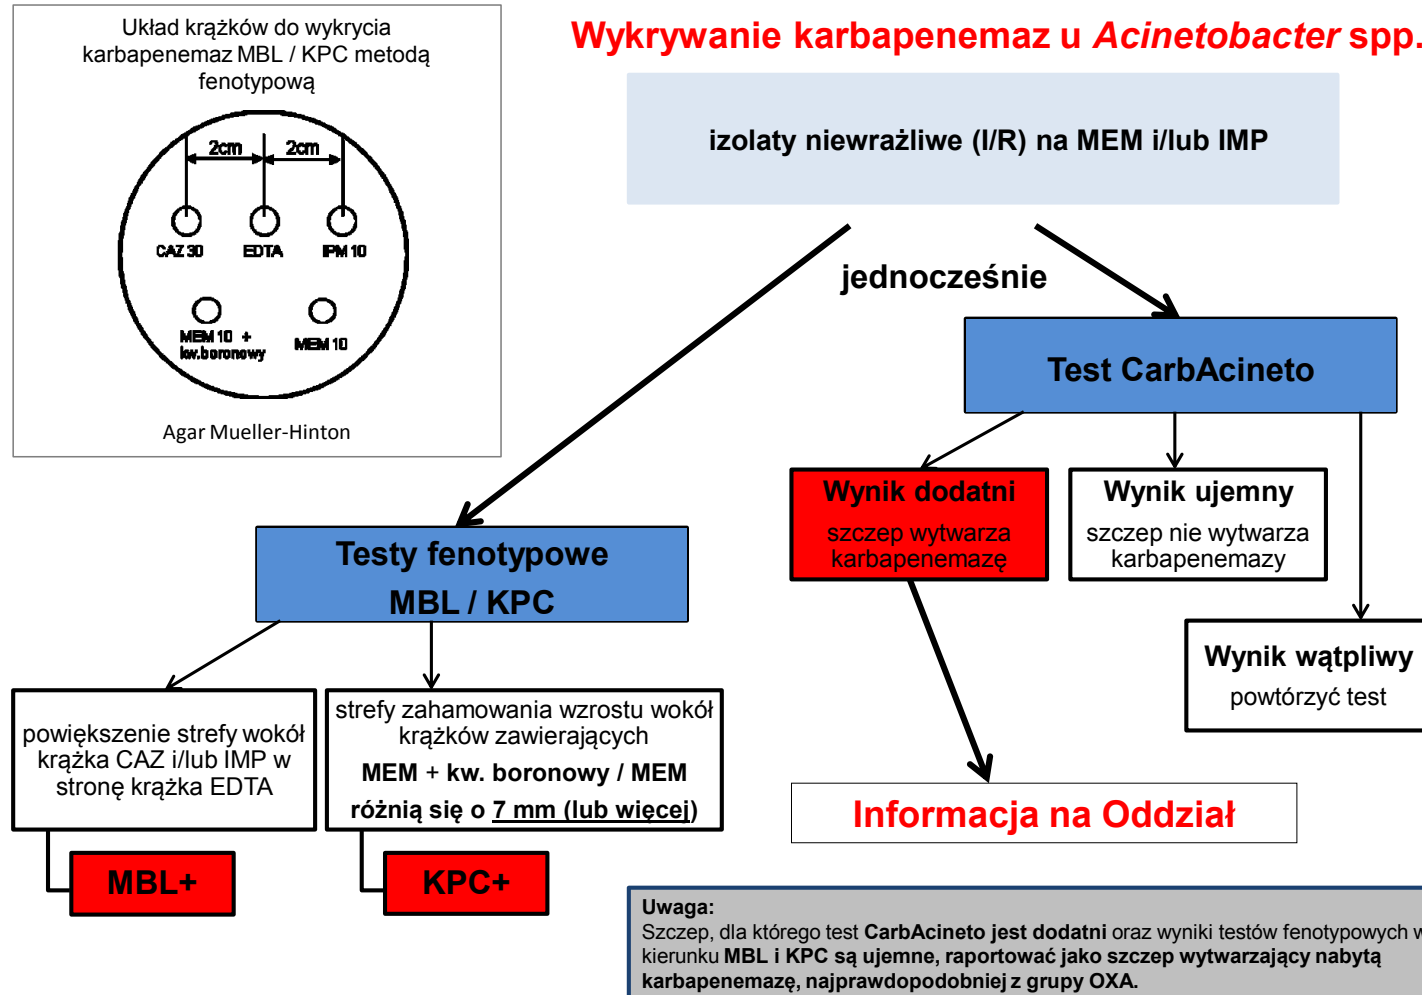 Układ krążków do wykrycia
karbapenemaz MBL / KPC metodą
fenotypową
2cm 2cm
CAZ 30 EDTA IPM 10
MEM 10 +
kw.boronowy
MEM 10
Agar Mueller-Hinton
Wykrywanie karbapenemaz u Acinetobacter spp.
izolaty niewrażliwe (I/R) na MEM i/lub IMP
jednocześnie
Test CarbAcineto
Wynik dodatni
szczep wytwarza
karbapenemazę
Wynik ujemny
szczep nie wytwarza
karbapenemazy
Wynik wątpliwy
powtórzyć test
Informacja na Oddział
Testy fenotypowe
MBL / KPC
powiększenie strefy wokół
krążka CAZ i/lub IMP w
stronę krążka EDTA
MBL+
strefy zahamowania wzrostu wokół
krążków zawierających
MEM + kw. boronowy / MEM
różnią się o 7 mm (lub więcej)
KPC+
Uwaga:
Szczep, dla którego test CarbAcineto jest dodatni oraz wyniki testów fenotypowych w
kierunku MBL i KPC są ujemne, raportować jako szczep wytwarzający nabytą
karbapenemazę, najprawdopodobniej z grupy OXA.